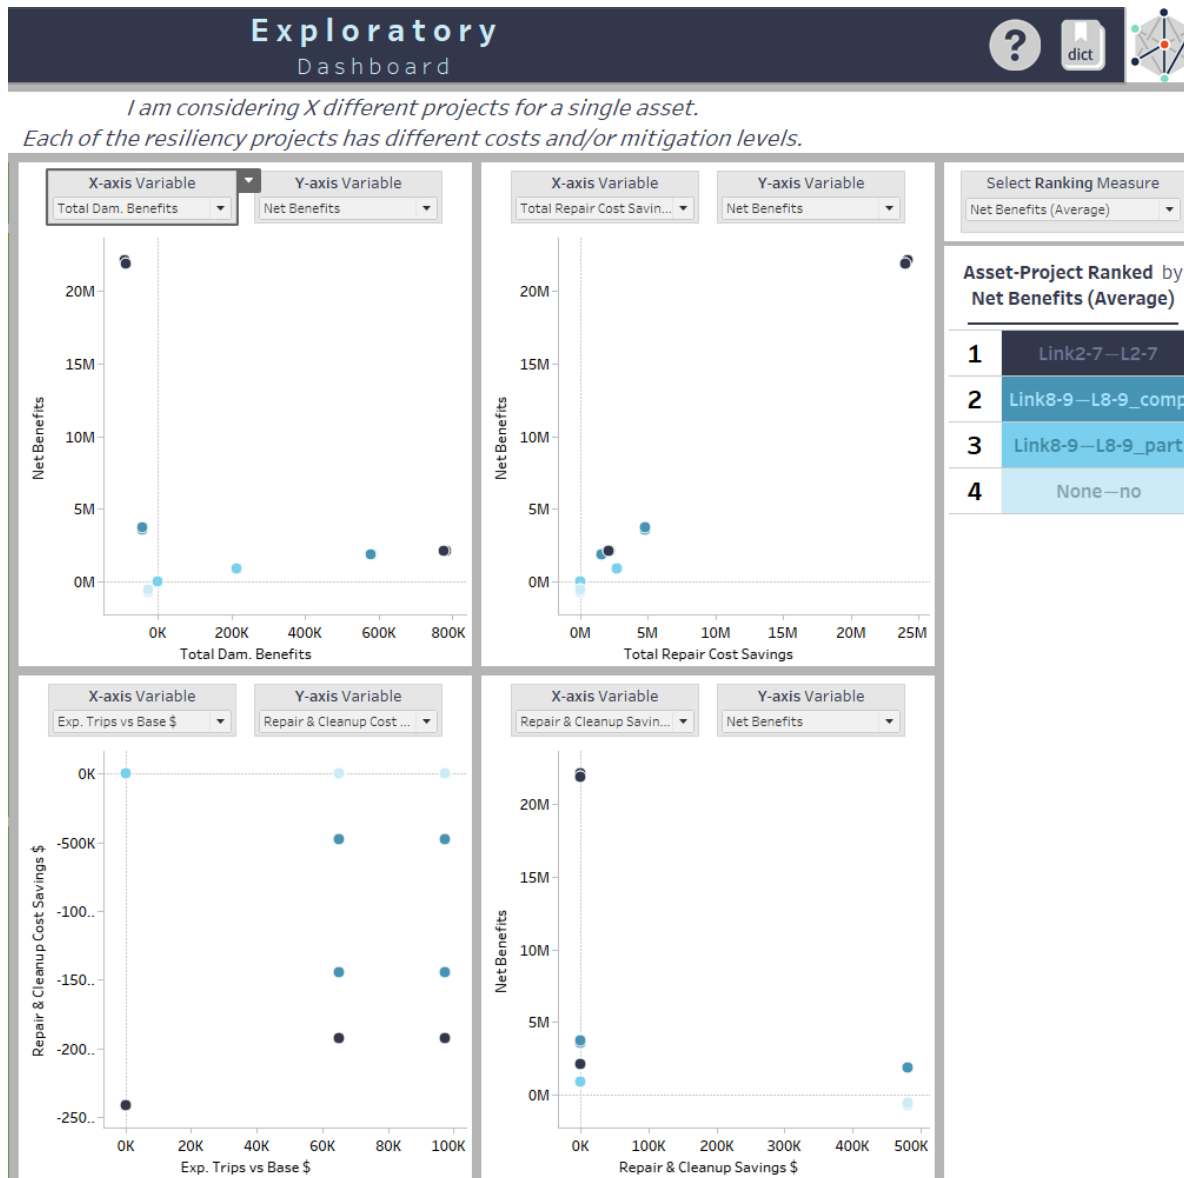 Exploratory
Dashboard
?
dict
I am considering X different projects for a single asset.
Each of the resiliency projects has different costs and/or mitigation levels.
X-axis Variable
Total Dam. Benefits
Y-axis Variable
Net Benefits
20M
15M
10M
5M
0M
Net Benefits
0K 200K 400K 600K 800K
Total Dam. Benefits
X-axis Variable
Total Repair Cost Savin...
Y-axis Variable
Net Benefits
20M
15M
10M
5M
0M
Net Benefits
0M 5M 10M 15M 20M 25M
Total Repair Cost Savings
Select Ranking Measure
Net Benefits (Average)
Asset-Project Ranked by
Net Benefits (Average)
1 Link2-7—L2-7
2 Link8-9—L8-9_comp
3 Link8-9—L8-9_part
4 None—no
X-axis Variable
Exp. Trips vs Base $
Y-axis Variable
Repair & Cleanup Cost ...
0K
-500K
-100..
-150..
-200..
-250..
Repair & Cleanup Cost Savings $
0K 20K 40K 60K 80K 100K
Exp. Trips vs Base $
X-axis Variable
Repair & Cleanup Savin...
Y-axis Variable
Net Benefits
20M
15M
10M
5M
0M
Net Benefits
0K 100K 200K 300K 400K 500K
Repair & Cleanup Savings $